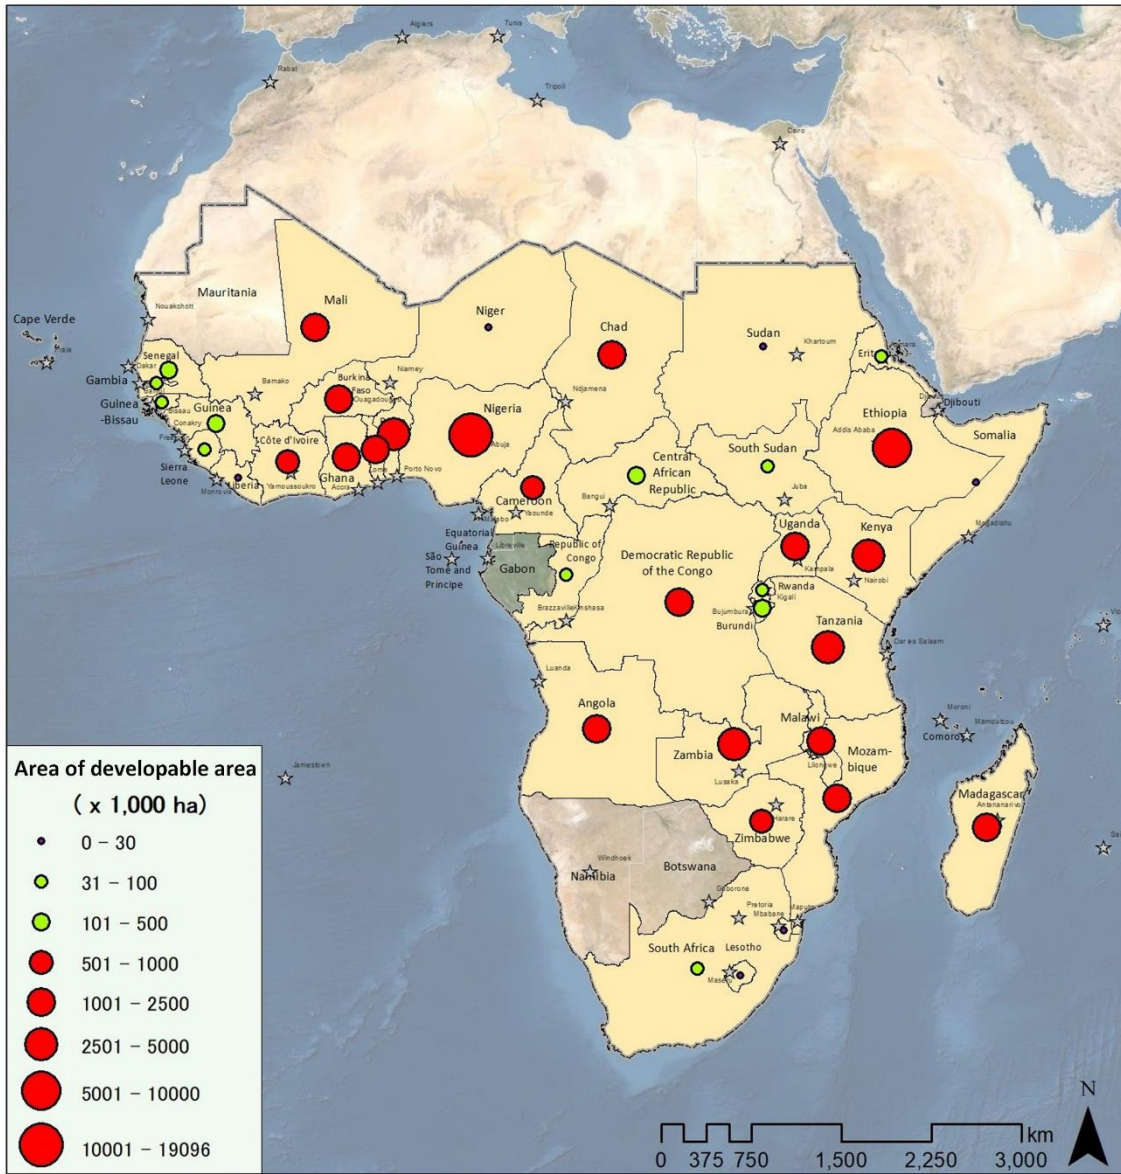 Algiers
Tunis
Rabat
Tripoli
Cairo
Mauritania
Nouakchott
Mali
Niger
Chad
Sudan
Khartoum
Cape Verde
Praia
Senegal
Dakar
Gambia
Guinea
-Bissau
Bissau
Guinea
Conakry
Sierra
Leone
Monrovia
Liberia
Bamako
Burkina
Faso
Ouagadougou
Niamey
Côte d'Ivoire
Yamoussoukro
Ghana
Accra
Lome
Porto Novo
Nigeria
Abuja
Ndjamena
Ethiopia
Addis Ababa
Djibouti
Somalia
Mogadishu
South Sudan
Juba
Central
African
Republic
Bangui
Cameroon
Yaounde
Malabo
Equatorial
Guinea
São
Tome and
Principe
Libreville
Gabon
Republic of
Congo
Brazzaville
Kinshasa
Democratic Republic
of the Congo
Uganda
Kampala
Kenya
Nairobi
Rwanda
Kigali
Bujumbura
Burundi
Tanzania
Dar es Salaam
Luanda
Angola
Zambia
Lusaka
Malawi
Lilongwe
Mozam-
bique
Moroni
Comoros
Mamoutzou
Madagascar
Antananarivo
Harare
Zimbabwe
Jamestown
Windhoek
Namibia
Botswana
Gaborone
Pretoria
Mbabane
Maputo
South Africa
Lesotho
Maseru
Area of developable area
( x 1,000 ha)
0 – 30
31 – 100
101 – 500
501 – 1000
1001 – 2500
2501 – 5000
5001 – 10000
10001 – 19096
N
km
0 375 750 1,500 2,250 3,000